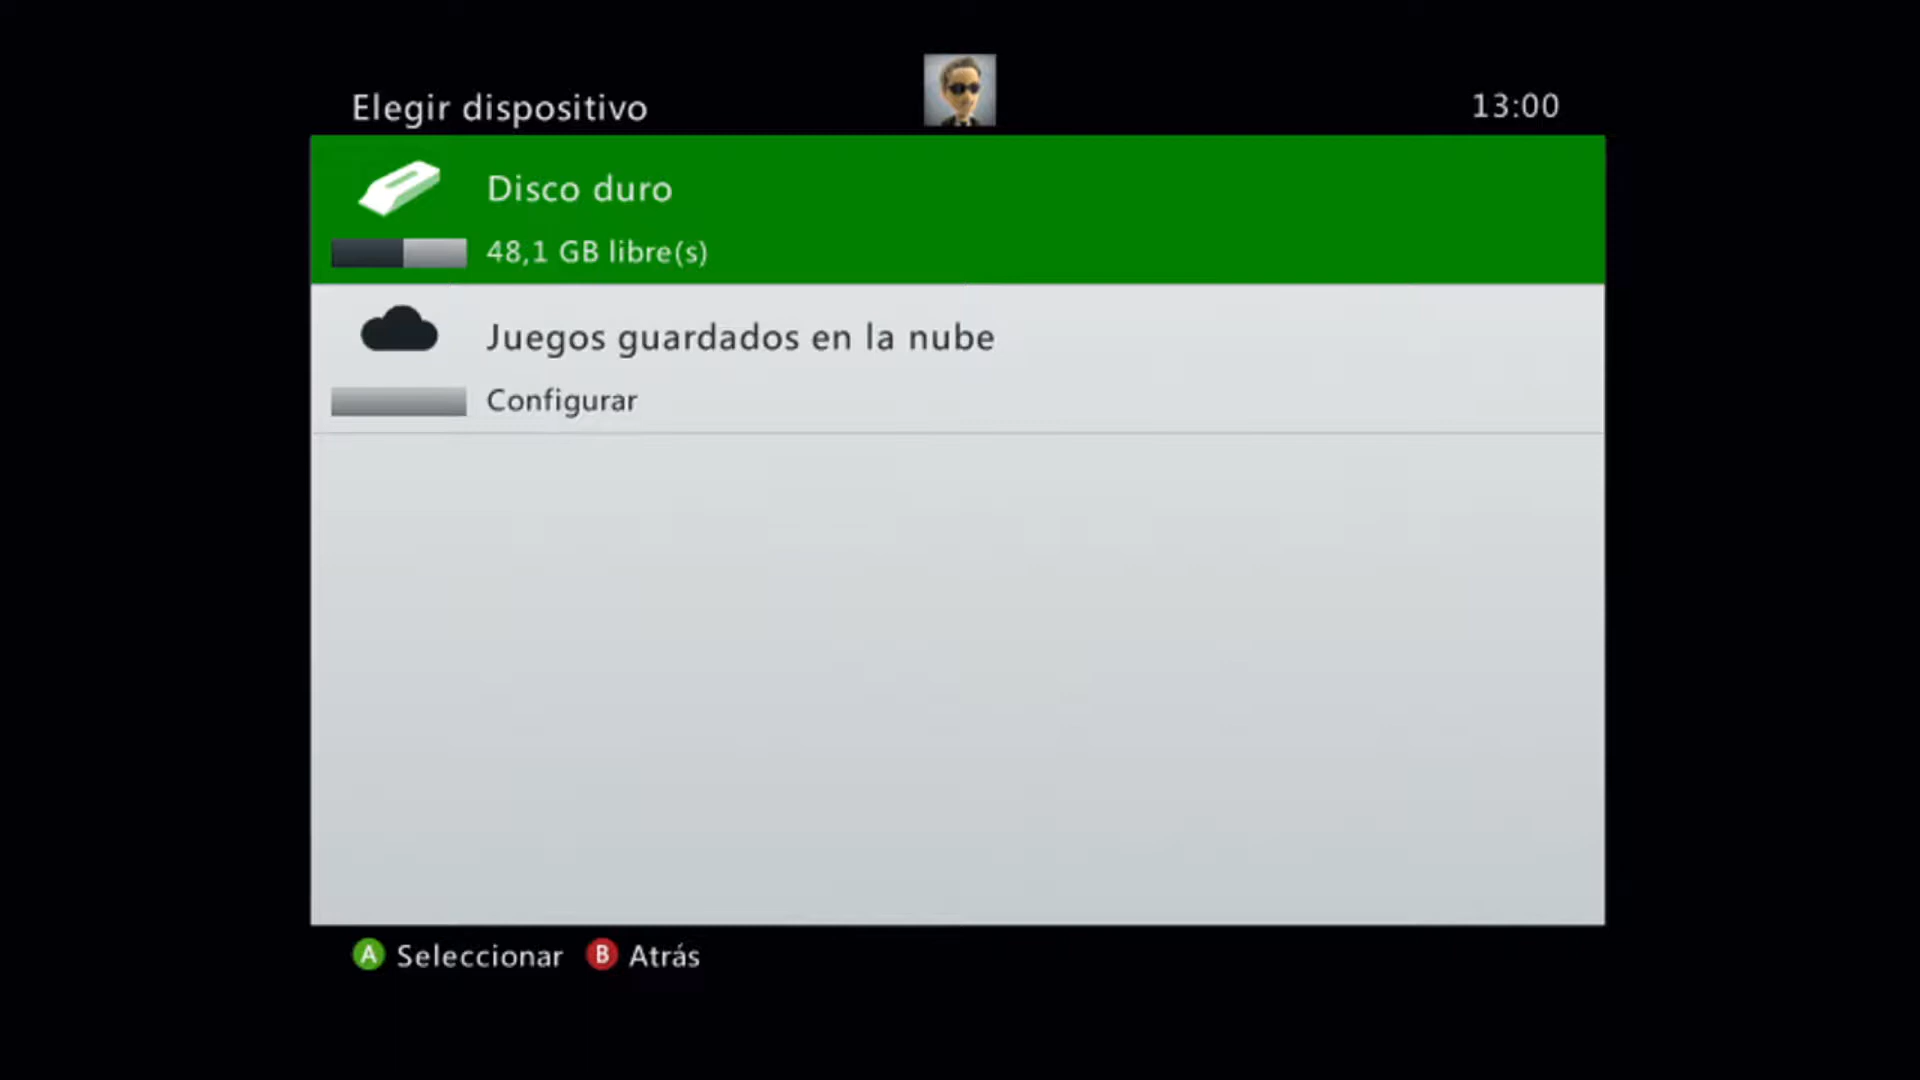 Elegir dispositivo
13:00
Disco duro
48,1 GB libre(s)
Juegos guardados en la nube
Configurar
A Seleccionar B Atrás